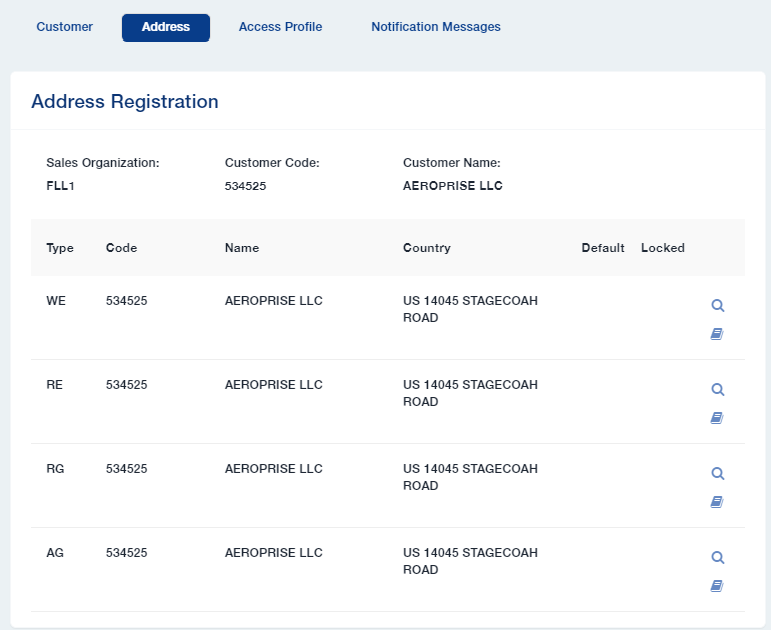 Customer Address Access Profile Notification Messages
Address Registration
Sales Organization: Customer Code: Customer Name:
FLL1 534525 AEROPRISE LLC
Type Code Name Country Default Locked
WE 534525 AEROPRISE LLC US 14045 STAGECOAH
ROAD
RE 534525 AEROPRISE LLC US 14045 STAGECOAH
ROAD
RG 534525 AEROPRISE LLC US 14045 STAGECOAH
ROAD
AG 534525 AEROPRISE LLC US 14045 STAGECOAH
ROAD